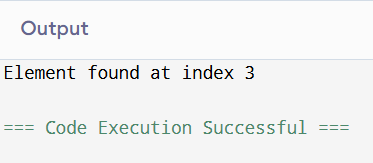 Output
Element found at index 3
=== Code Execution Successful ===